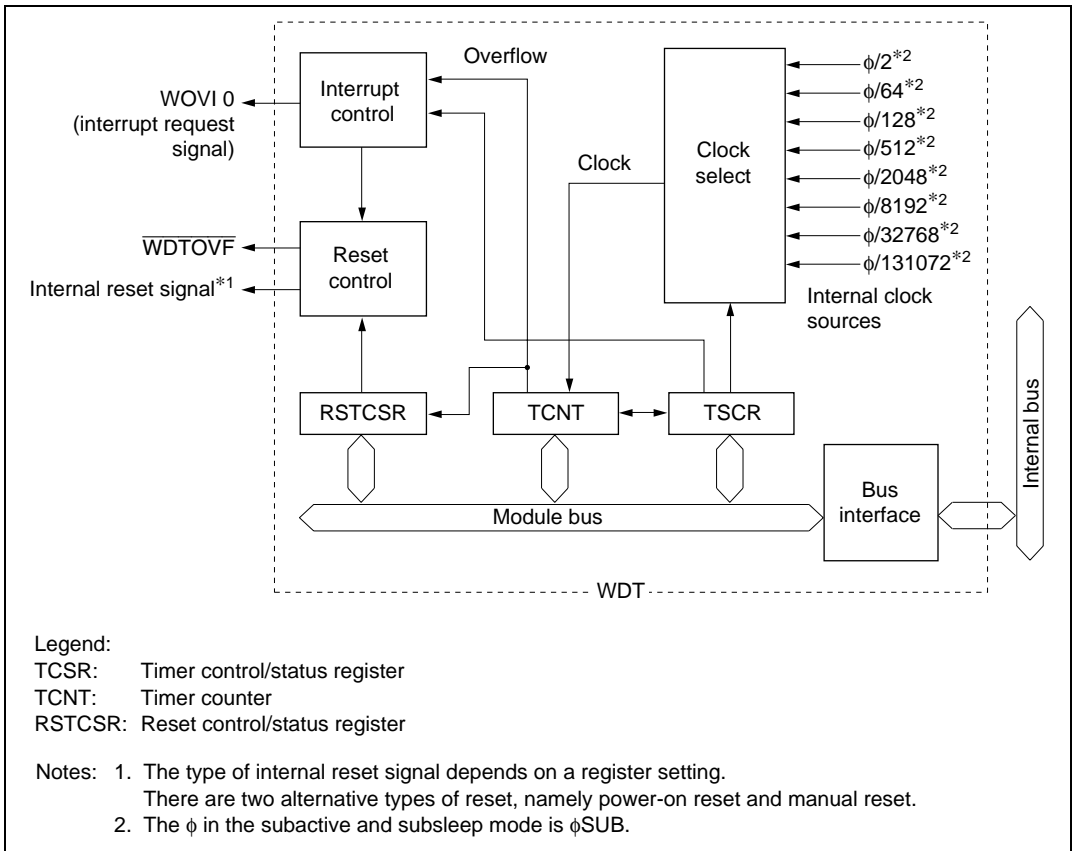 Overflow
Interrupt
control
WOVI 0
(interrupt request
signal)
Clock
Clock
select
φ/2*2
φ/64*2
φ/128*2
φ/512*2
φ/2048*2
φ/8192*2
φ/32768*2
φ/131072*2
Internal clock
sources
WDTOVF
Internal reset signal*1
Reset
control
RSTCSR
TCNT
TSCR
Module bus
Bus
interface
Internal bus
WDT
Legend:
TCSR: Timer control/status register
TCNT: Timer counter
RSTCSR: Reset control/status register
Notes: 1. The type of internal reset signal depends on a register setting.
There are two alternative types of reset, namely power-on reset and manual reset.
2. The φ in the subactive and subsleep mode is φSUB.